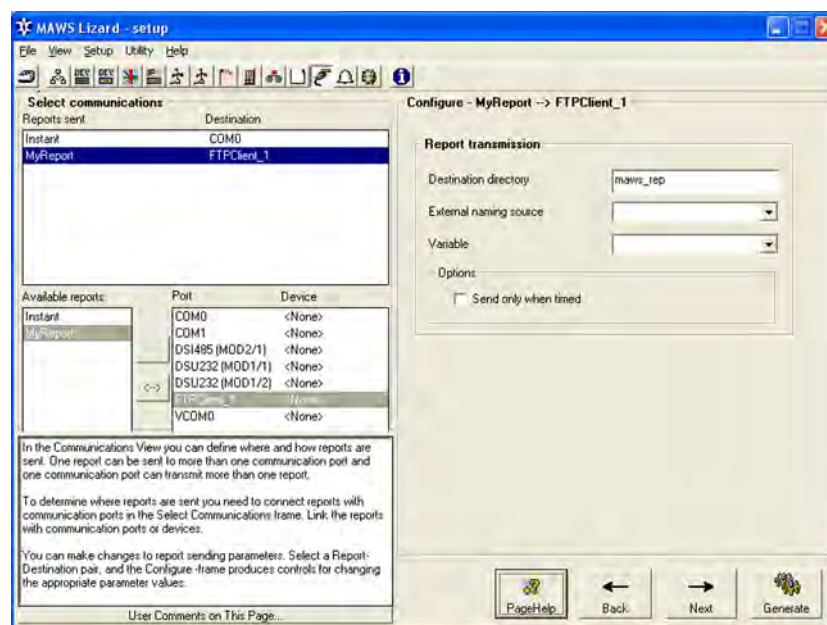 MAWS Lizard - setup
File View Setup Utility Help
Select communications
Reports sent Destination
Instant COM0
MyReport FTPClient_1
Available reports: Port Device
Instant COM0 <None>
MyReport COM1 <None>
DSI485 (MOD2/1) <None>
DSU232 (MOD1/1) <None>
<-> DSU232 (MOD1/2) <None>
FTPClient_1 <None>
VCOM0 <None>
In the Communications View you can define where and how reports are
sent. One report can be sent to more than one communication port and
one communication port can transmit more than one report.
To determine where reports are sent you need to connect reports with
communication ports in the Select Communications frame. Link the reports
with communication ports or devices.
You can make changes to report sending parameters. Select a Report-
Destination pair, and the Configure -frame produces controls for changing
the appropriate parameter values.
User Comments on This Page...
Configure - MyReport --> FTPClient_1
Report transmission
Destination directory maws_rep
External naming source
Variable
Options
Send only when timed
PageHelp Back Next Generate